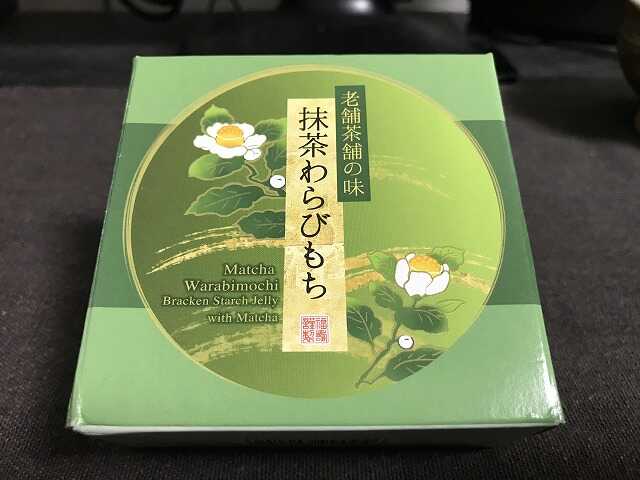 老舗茶舗の味
抹茶わらびもち
Matcha
Warabimochi
Bracken Starch Jelly
with Matcha